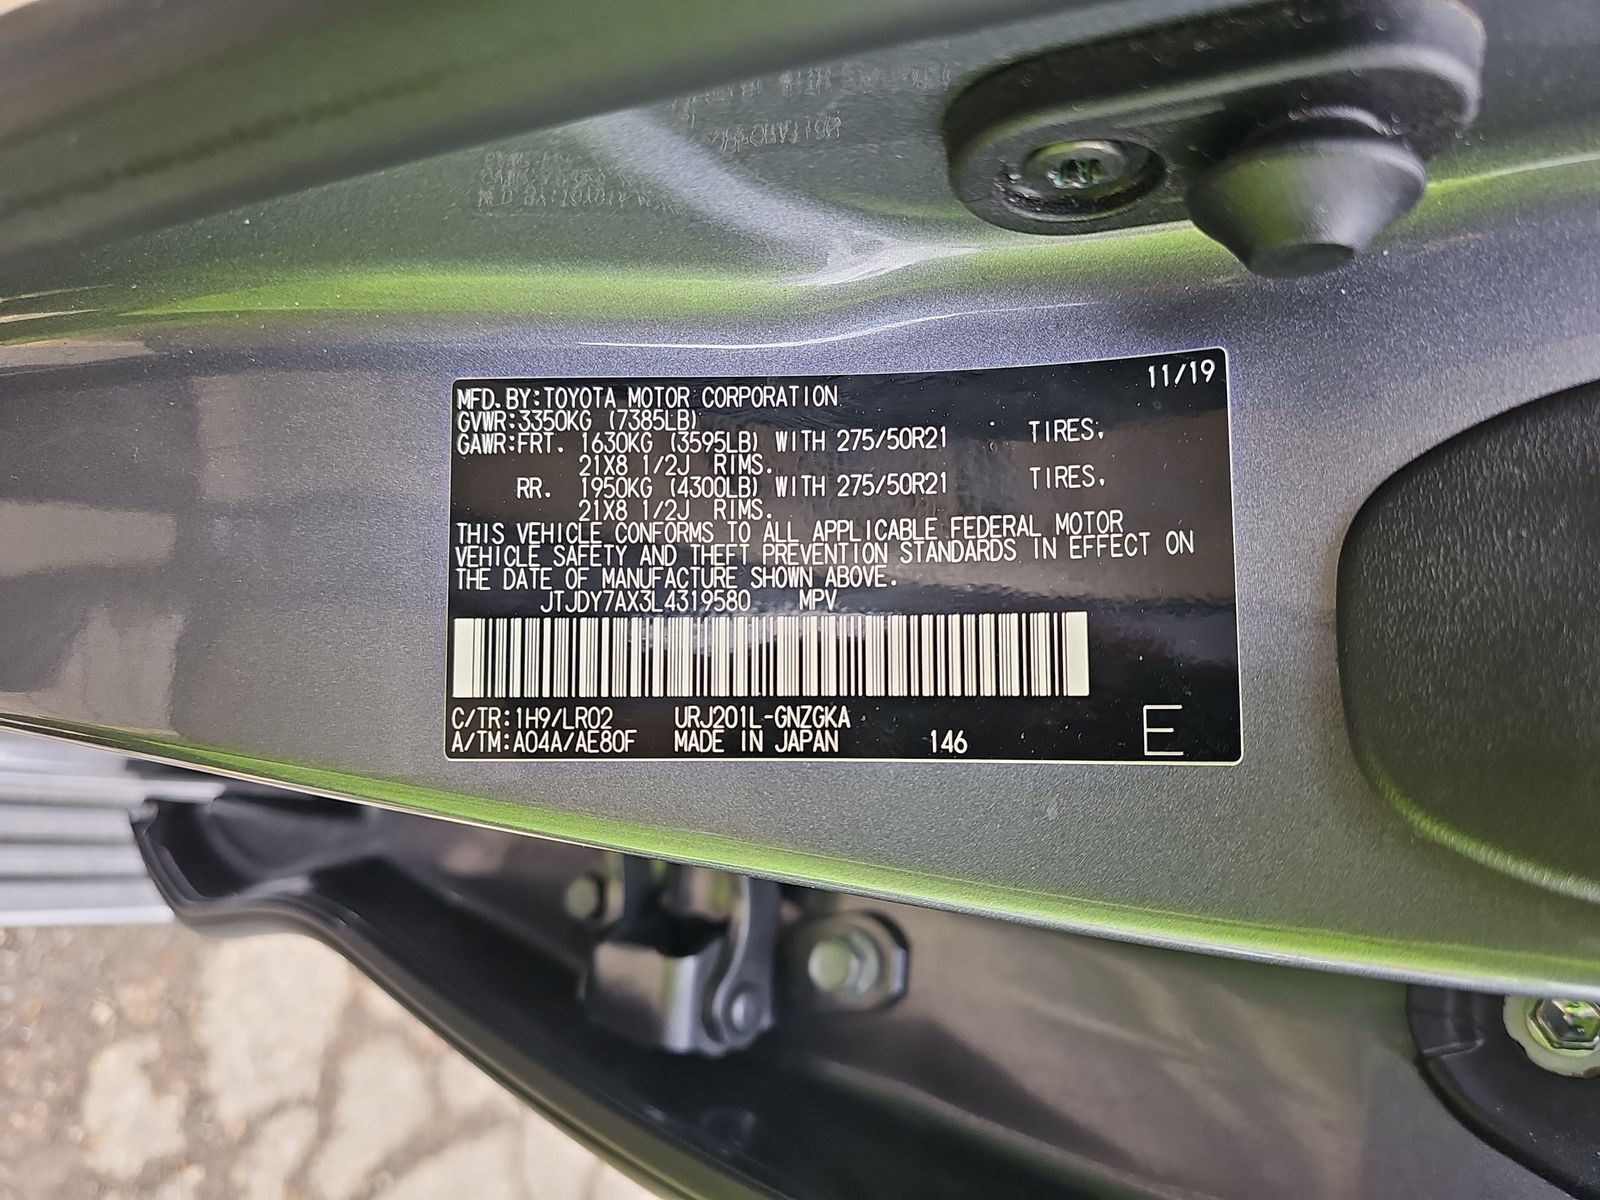 11/19
MFD. BY:TOYOTA MOTOR CORPORATION
GVWR:3350KG (7385LB)
GAWR:FRT. 1630KG (3595LB) WITH 275/50R21 TIRES,
21X8 1/2J RIMS.
RR. 1950KG (4300LB) WITH 275/50R21 TIRES,
21X8 1/2J RIMS.
THIS VEHICLE CONFORMS TO ALL APPLICABLE FEDERAL MOTOR
VEHICLE SAFETY AND THEFT PREVENTION STANDARDS IN EFFECT ON
THE DATE OF MANUFACTURE SHOWN ABOVE.
JTJDY7AX3L4319580 MPV
C/TR:1H9/LR02 URJ201L-GNZGKA
A/TM:A04A/AE80F MADE IN JAPAN 146 E